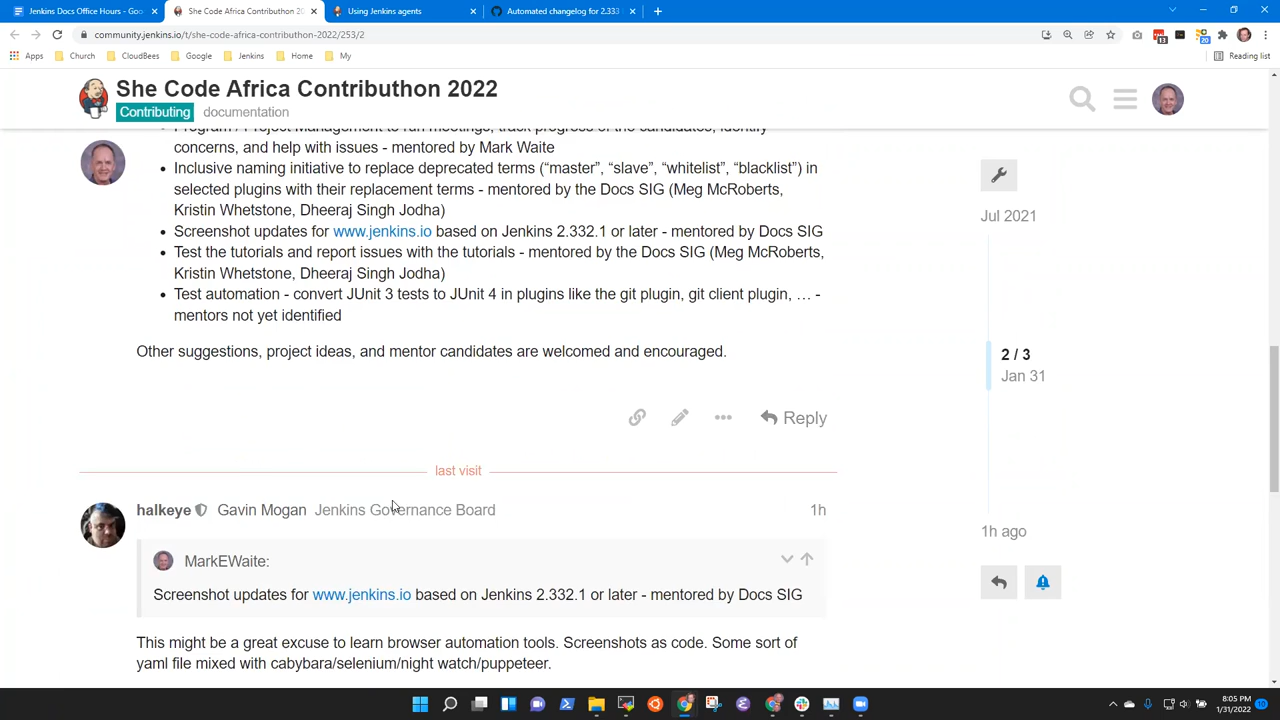 Jenkins Docs Office Hours - Goo
She Code Africa Contributhon 20
Using Jenkins agents
Automated changelog for 2.333
community.jenkins.io/t/she-code-africa-contributhon-2022/253/2
Apps
Church
CloudBees
Google
Jenkins
Home
My
Reading list
She Code Africa Contributhon 2022
Contributing documentation
Program / Project Management to run meetings, track progress of the candidates, identify
concerns, and help with issues - mentored by Mark Waite
Inclusive naming initiative to replace deprecated terms (“master”, “slave”, “whitelist”, “blacklist”) in
selected plugins with their replacement terms - mentored by the Docs SIG (Meg McRoberts,
Kristin Whetstone, Dheeraj Singh Jodha)
Screenshot updates for www.jenkins.io based on Jenkins 2.332.1 or later - mentored by Docs SIG
Test the tutorials and report issues with the tutorials - mentored by the Docs SIG (Meg McRoberts,
Kristin Whetstone, Dheeraj Singh Jodha)
Test automation - convert JUnit 3 tests to JUnit 4 in plugins like the git plugin, git client plugin, … -
mentors not yet identified
Other suggestions, project ideas, and mentor candidates are welcomed and encouraged.
Reply
Jul 2021
2 / 3
Jan 31
1h ago
last visit
halkeye Gavin Mogan Jenkins Governance Board 1h
MarkEWaite:
Screenshot updates for www.jenkins.io based on Jenkins 2.332.1 or later - mentored by Docs SIG
This might be a great excuse to learn browser automation tools. Screenshots as code. Some sort of
yaml file mixed with cabybara/selenium/night watch/puppeteer.
8:05 PM
1/31/2022